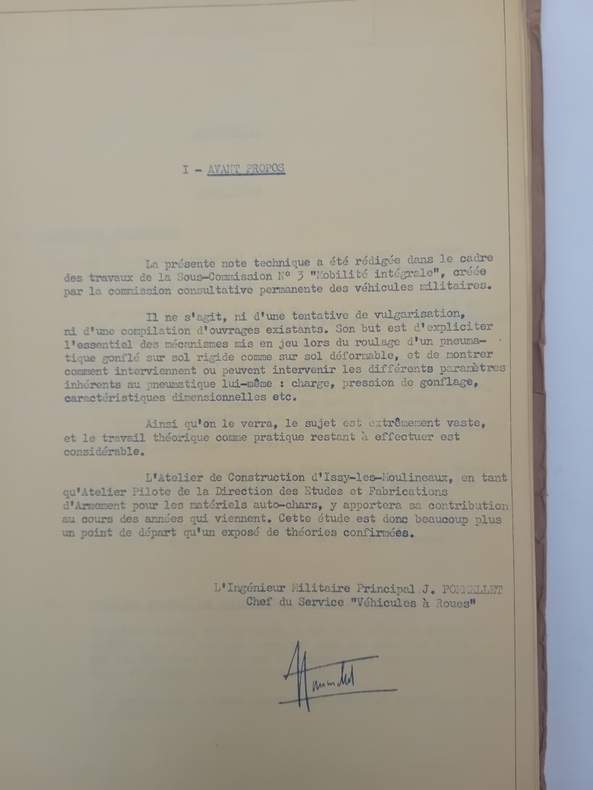 I - AVANT PROPOS
La présente note technique a été rédigée dans le cadre
des travaux de la Sous-Commission N° 3 "Mobilité intégrale", créée
par la commission consultative permanente des véhicules militaires.
Il ne s'agit, ni d'une tentative de vulgarisation,
ni d'une compilation d'ouvrages existants. Son but est d'expliciter
l'essentiel des mécanismes mis en jeu lors du roulage d'un pneuma-
tique gonflé sur sol rigide comme sur sol déformable, et de montrer
comment interviennent ou peuvent intervenir les différents paramètres
inhérents au pneumatique lui-même : charge, pression de gonflage,
caractéristiques dimensionnelles etc.
Ainsi qu'on le verra, le sujet est extrêmement vaste,
et le travail théorique comme pratique restant à effectuer est
considérable.
L'Atelier de Construction d'Issy-les-Moulineaux, en tant
qu'Atelier Pilote de la Direction des Etudes et Fabrications
d'Armement pour les matériels auto-chars, y apportera sa contribution
au cours des années qui viennent. Cette étude est donc beaucoup plus
un point de départ qu'un exposé de théories confirmées.
L'Ingénieur Militaire Principal J.
Chef du Service "Véhicules à Roues"